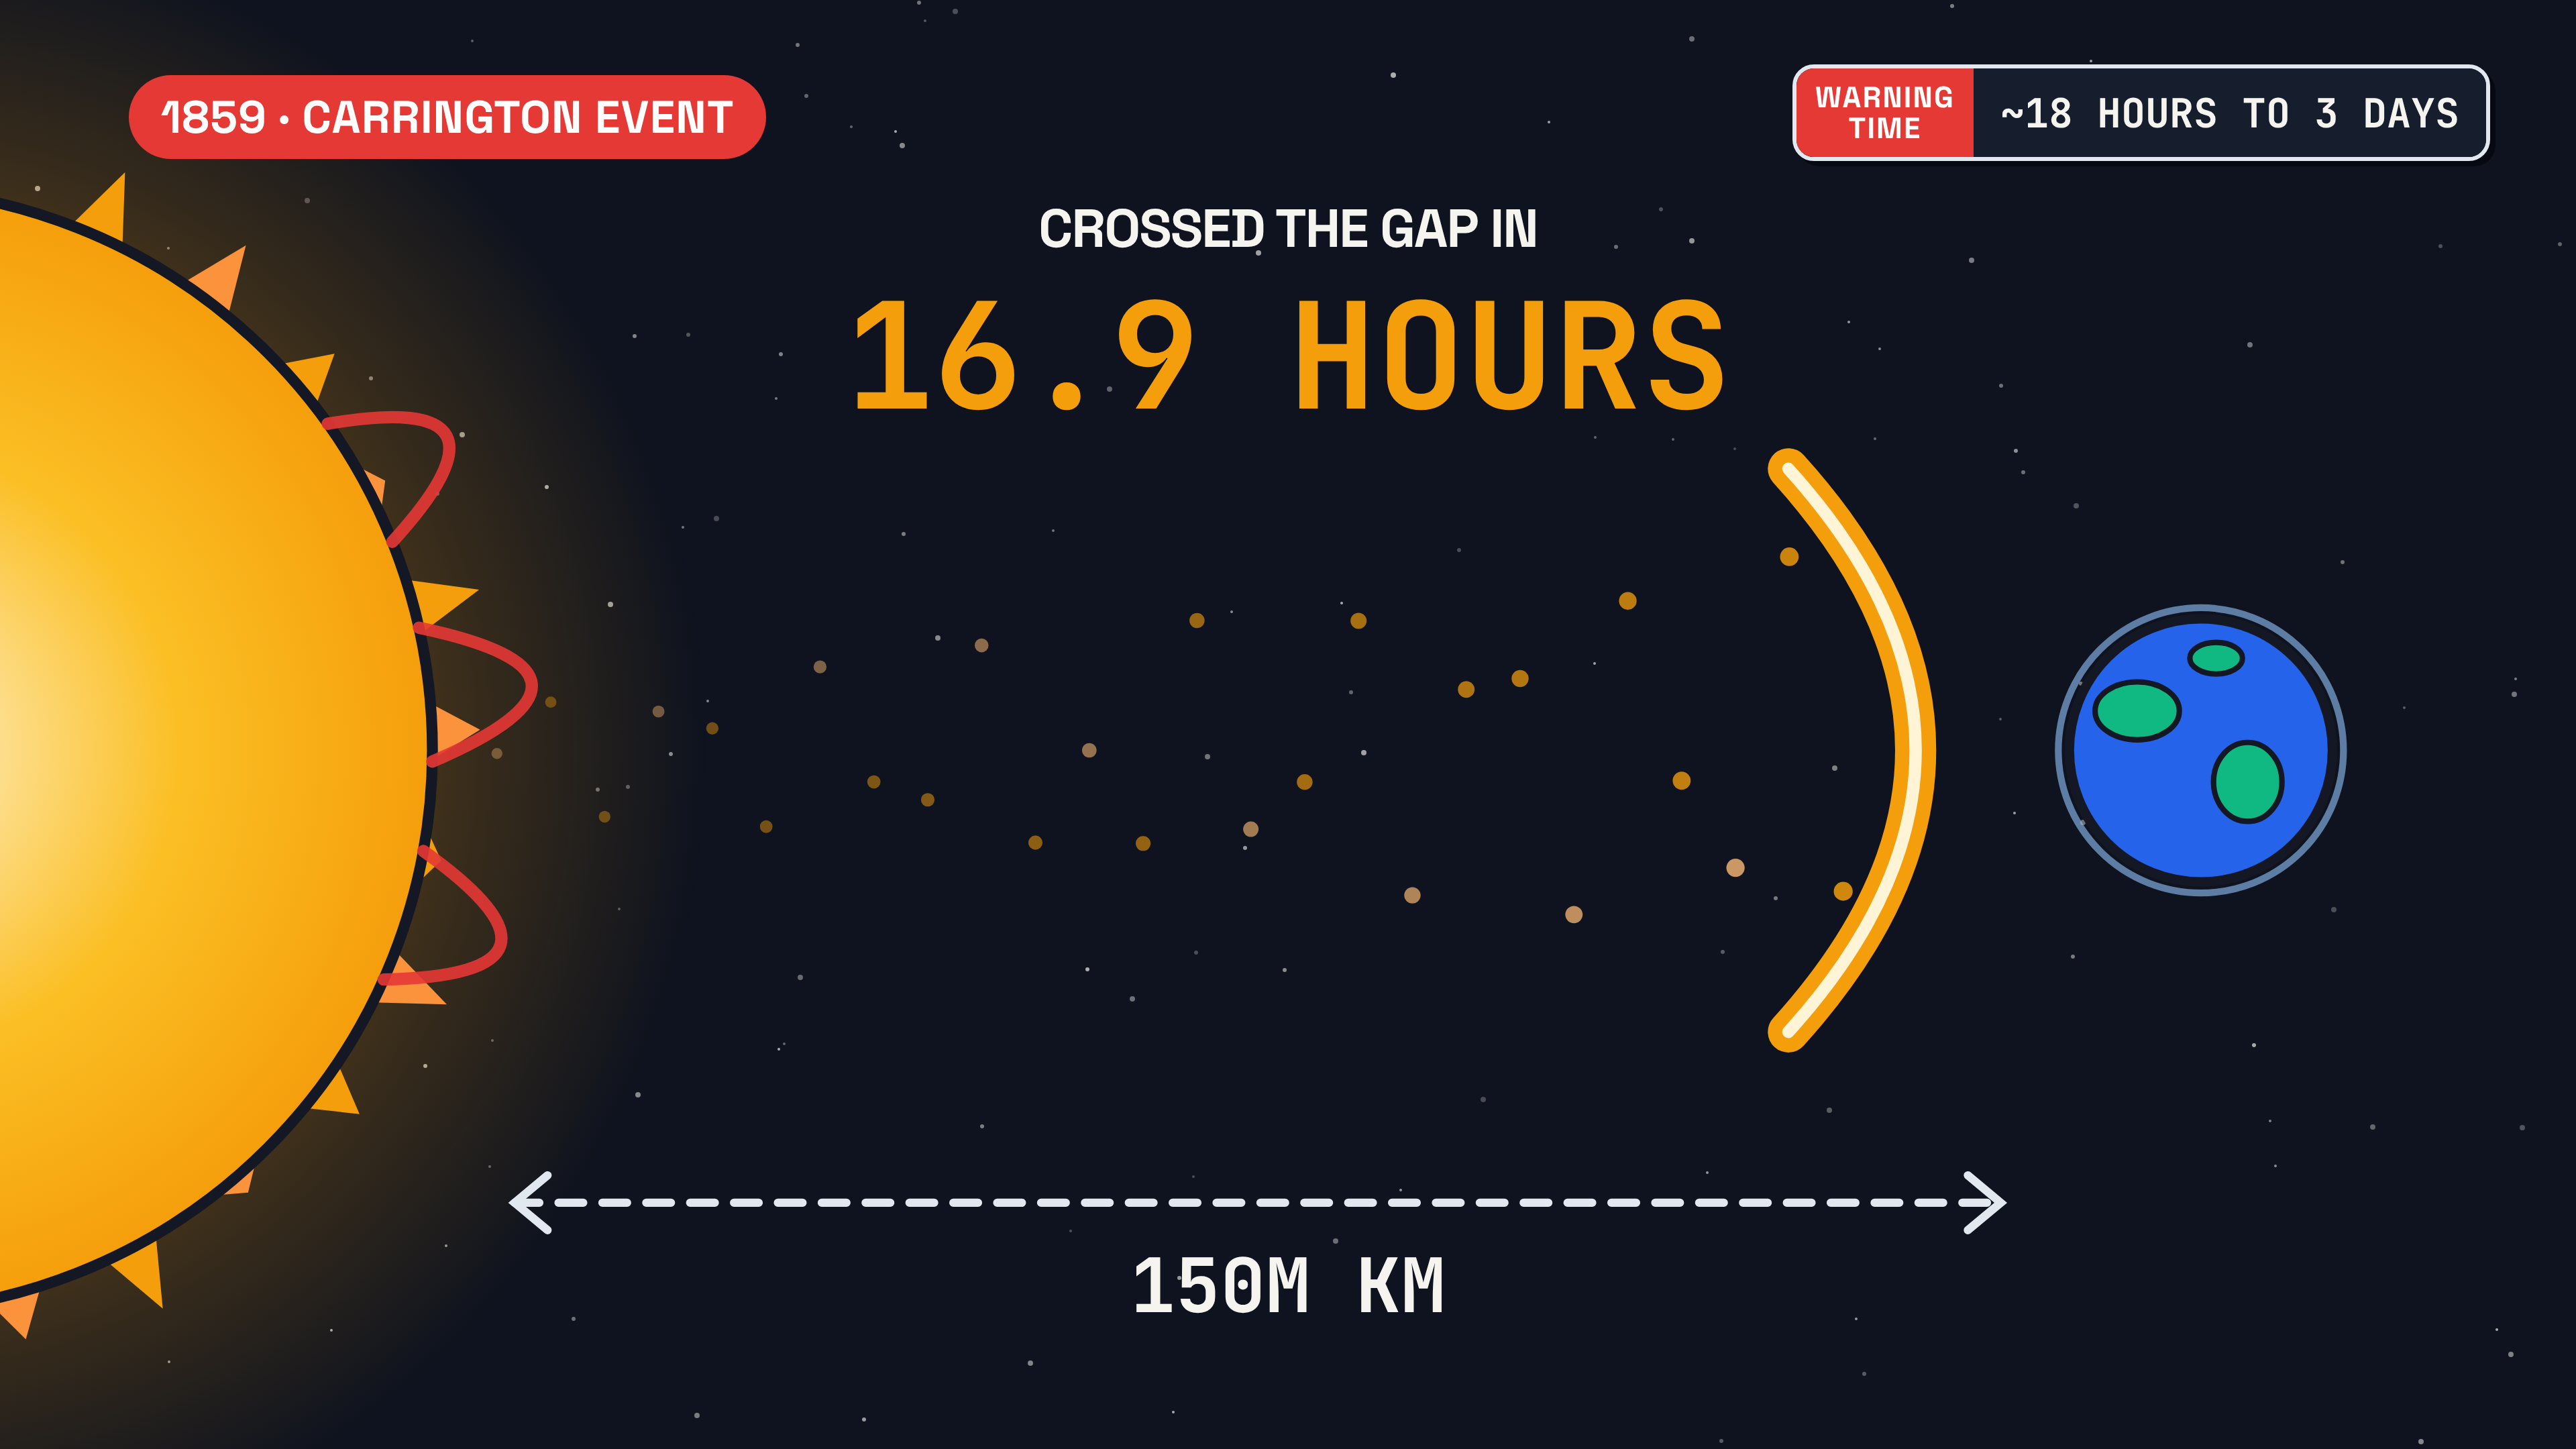 1859 · CARRINGTON EVENT
WARNING
TIME
~18 HOURS TO 3 DAYS
CROSSED THE GAP IN
16.9 HOURS
150M KM